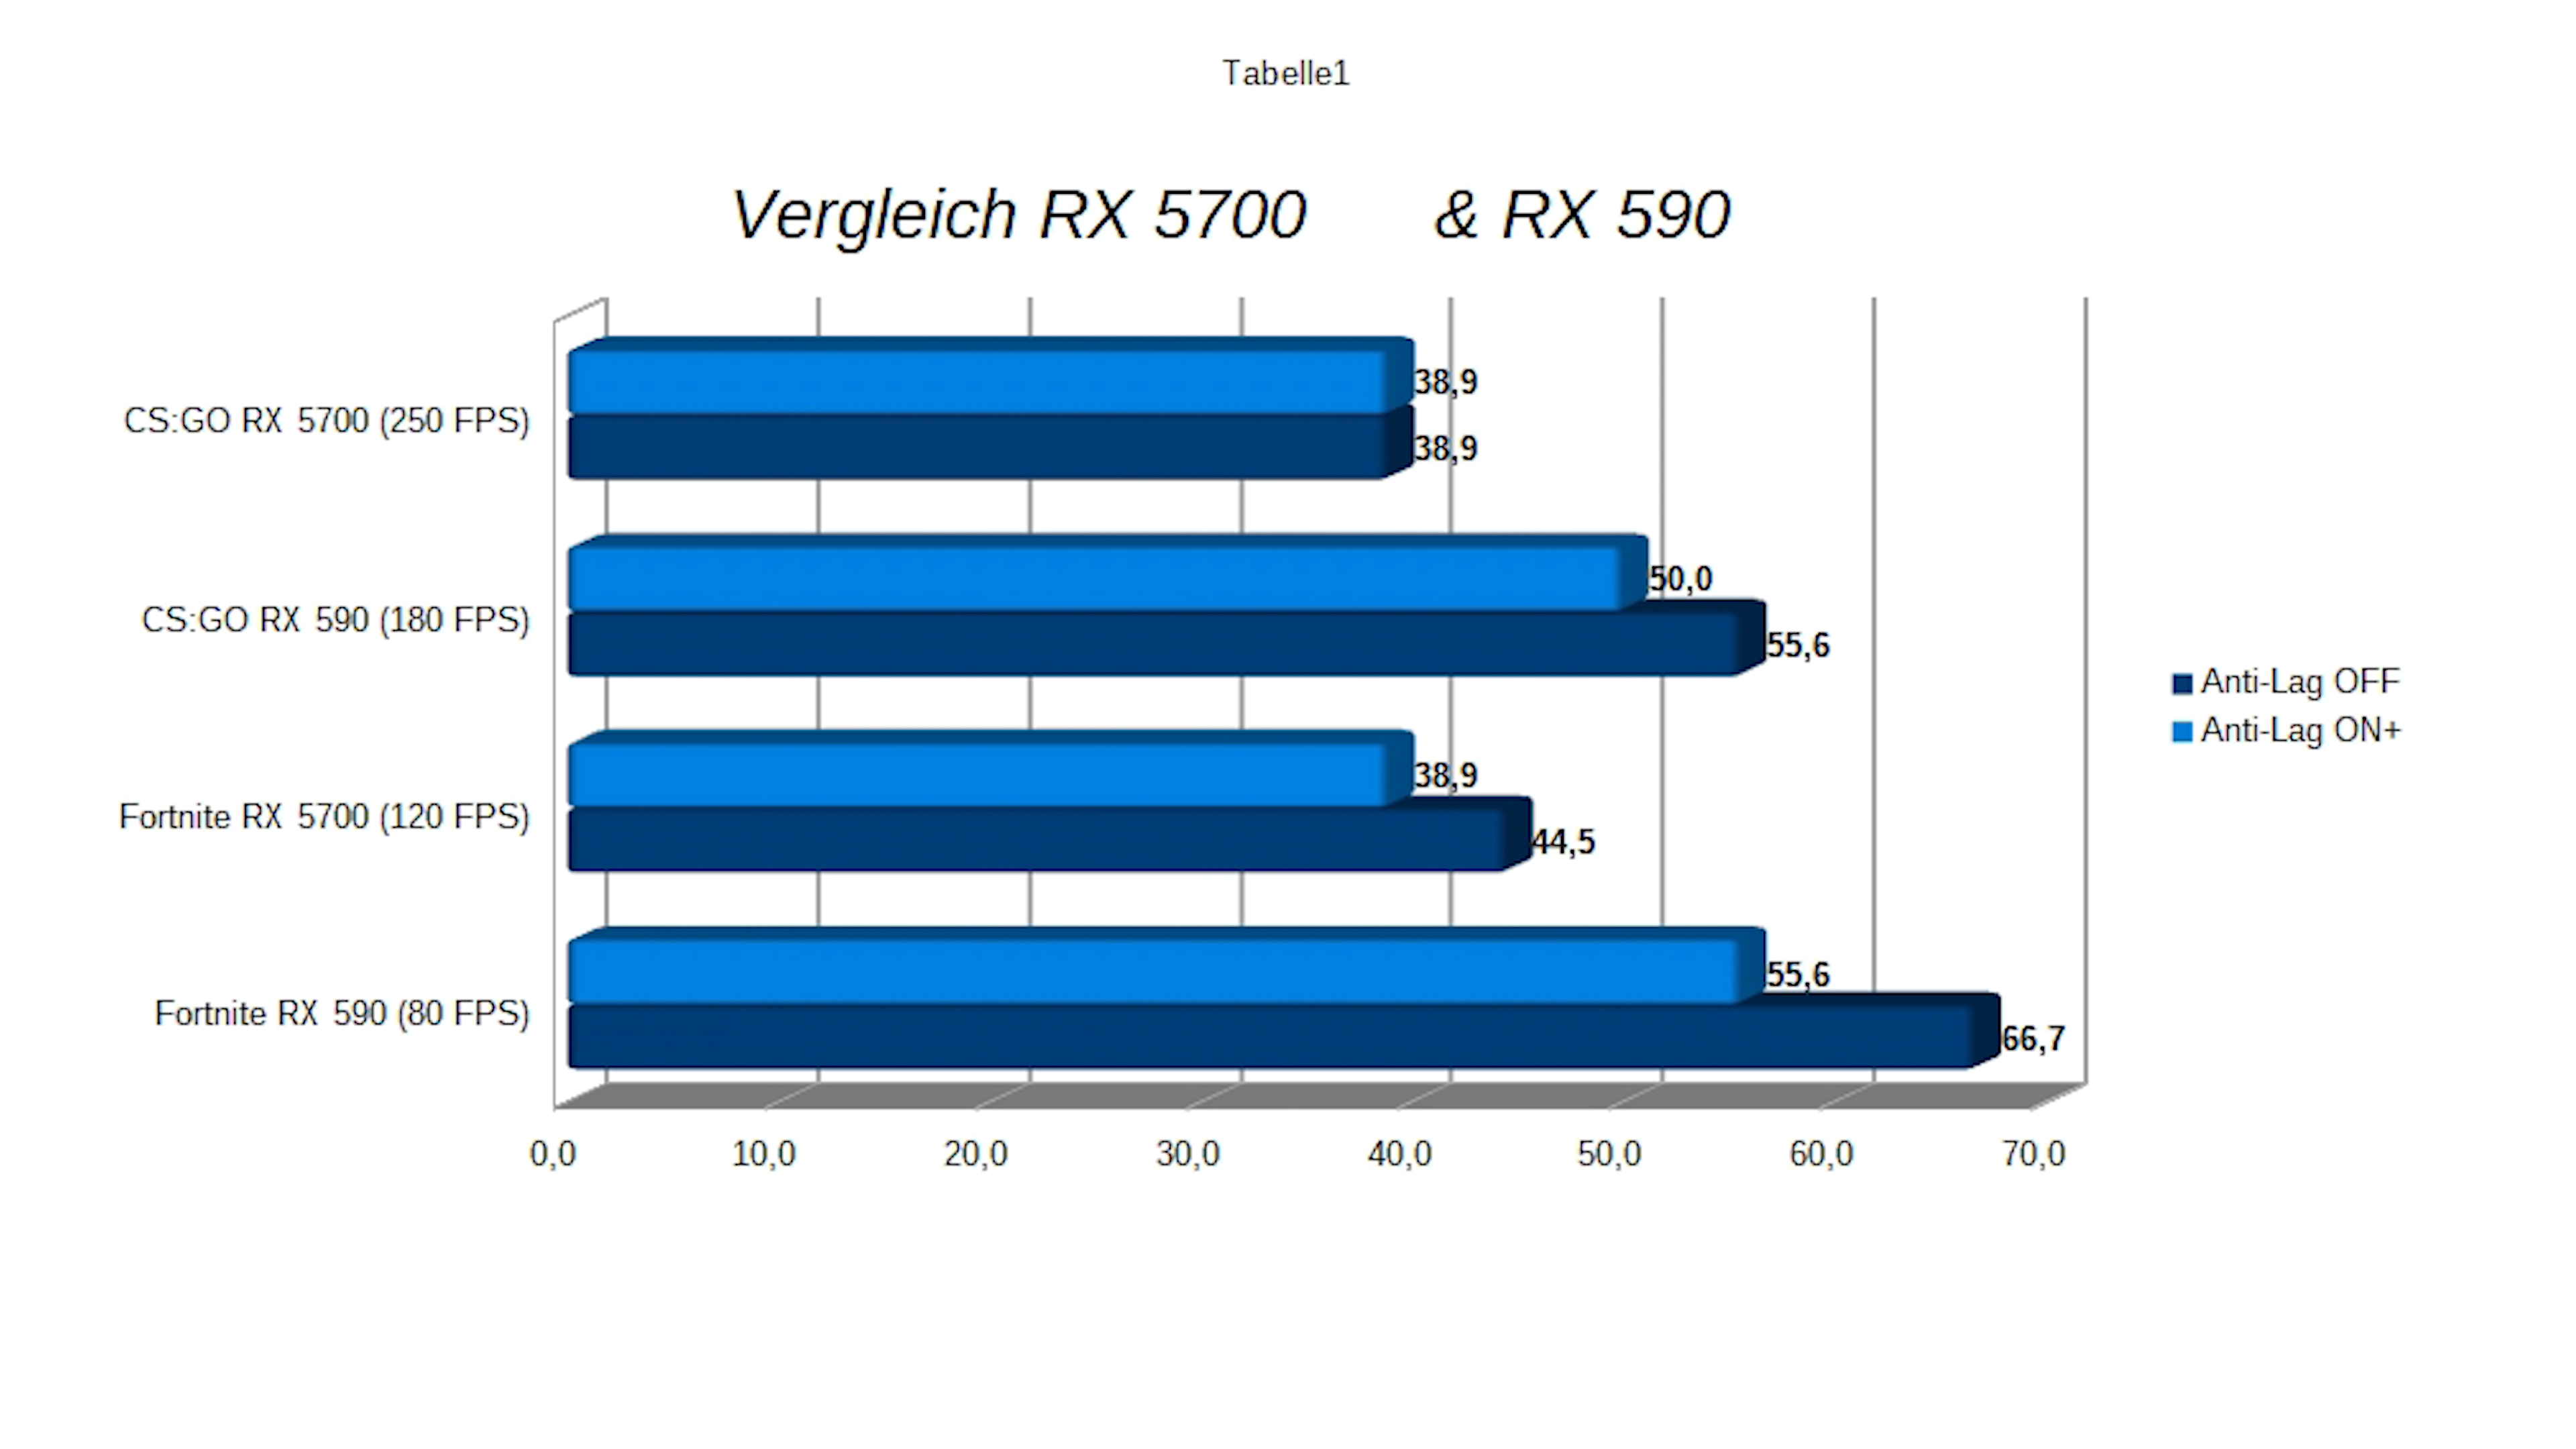 Tabelle1
Vergleich RX 5700 & RX 590
38,9
CS:GO RX 5700 (250 FPS)
38,9
50,0
CS:GO RX 590 (180 FPS)
55,6
Anti-Lag OFF
Anti-Lag ON+
38,9
Fortnite RX 5700 (120 FPS)
44,5
55,6
Fortnite RX 590 (80 FPS)
66,7
0,0 10,0 20,0 30,0 40,0 50,0 60,0 70,0